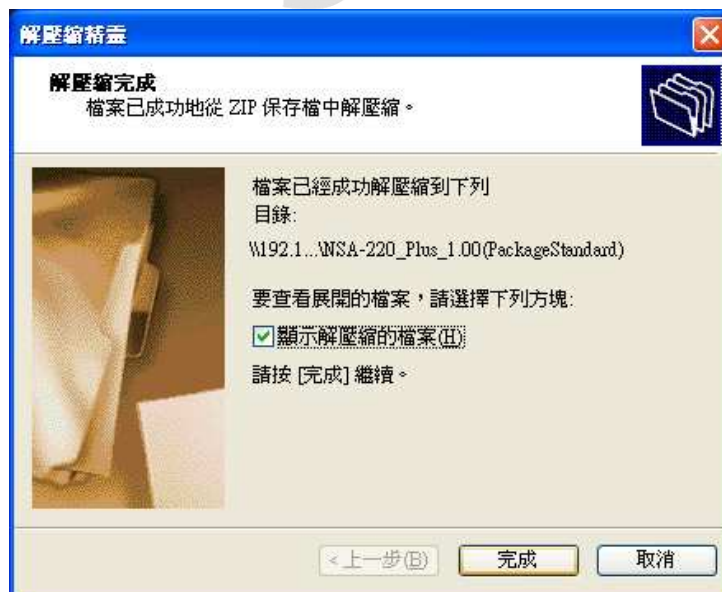 解壓縮精靈
解壓縮完成
檔案已成功地從 ZIP 保存檔中解壓縮。
檔案已經成功解壓縮到下列
目錄:
\\192.1...\NSA-220_Plus_1.00(PackageStandard)
要查看展開的檔案，請選擇下列方塊:
顯示解壓縮的檔案(H)
請按 [完成] 繼續。
<上一步(B) 完成 取消